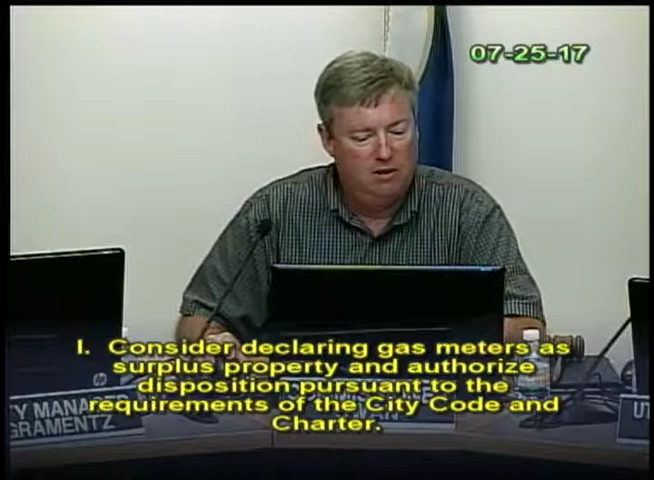 07-25-17
I. Consider declaring gas meters as
surplus property and authorize
disposition pursuant to the
requirements of the City Code and
Charter.
hp
Y MANAGER
GRAMENTZ